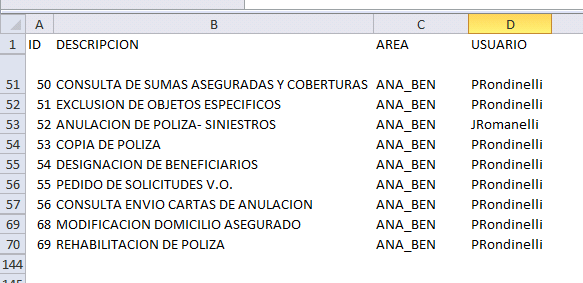 A B C D
1 ID DESCRIPCION AREA USUARIO
51 50 CONSULTA DE SUMAS ASEGURADAS Y COBERTURAS ANA_BEN PRondinelli
52 51 EXCLUSION DE OBJETOS ESPECIFICOS ANA_BEN PRondinelli
53 52 ANULACION DE POLIZA- SINIESTROS ANA_BEN JRomanelli
54 53 COPIA DE POLIZA ANA_BEN PRondinelli
55 54 DESIGNACION DE BENEFICIARIOS ANA_BEN PRondinelli
56 55 PEDIDO DE SOLICITUDES V.O. ANA_BEN PRondinelli
57 56 CONSULTA ENVIO CARTAS DE ANULACION ANA_BEN PRondinelli
69 68 MODIFICACION DOMICILIO ASEGURADO ANA_BEN PRondinelli
70 69 REHABILITACION DE POLIZA ANA_BEN PRondinelli
144